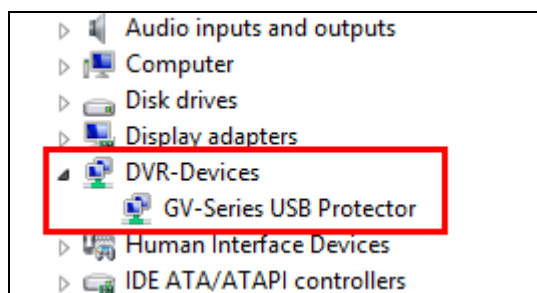 Audio inputs and outputs
Computer
Disk drives
Display adapters
DVR-Devices
GV-Series USB Protector
Human Interface Devices
IDE ATA/ATAPI controllers